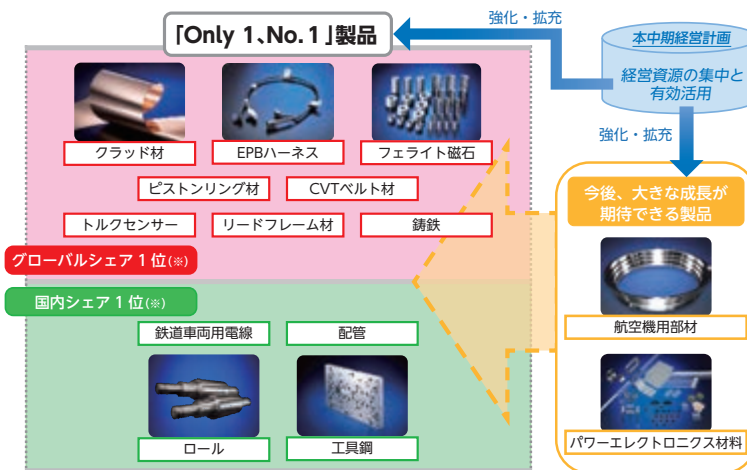 「Only 1、No. 1」製品
強化・拡充
本中期経営計画
経営資源の集中と
有効活用
強化・拡充
クラッド材
EPBハーネス
フェライト磁石
ピストンリング材
CVTベルト材
トルクセンサー
リードフレーム材
鋳鉄
グローバルシェア 1 位(※)
国内シェア 1 位(※)
鉄道車両用電線
配管
ロール
工具鋼
今後、大きな成長が
期待できる製品
航空機用部材
パワーエレクトロニクス材料